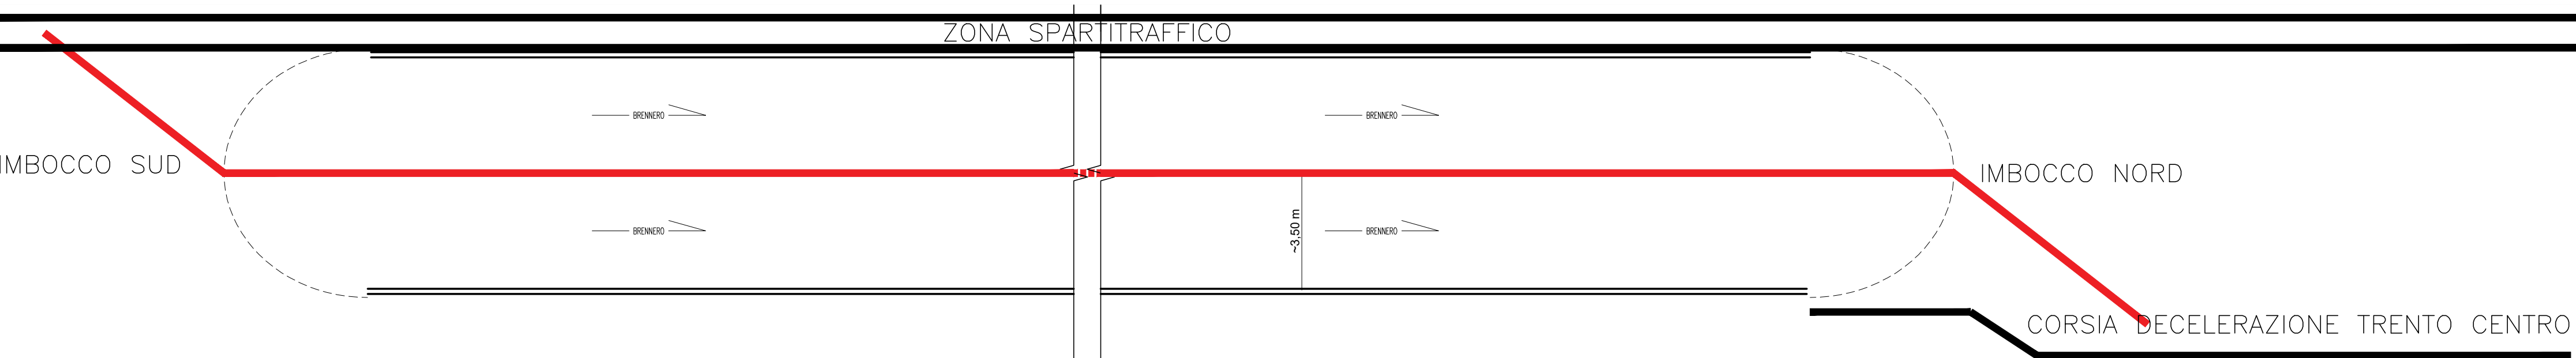 ZONA SPARTITRAFFICO
BRENNERO
BRENNERO
IMBOCCO SUD
IMBOCCO NORD
BRENNERO
~3,50 m
BRENNERO
CORSIA DECELERAZIONE TRENTO CENTRO